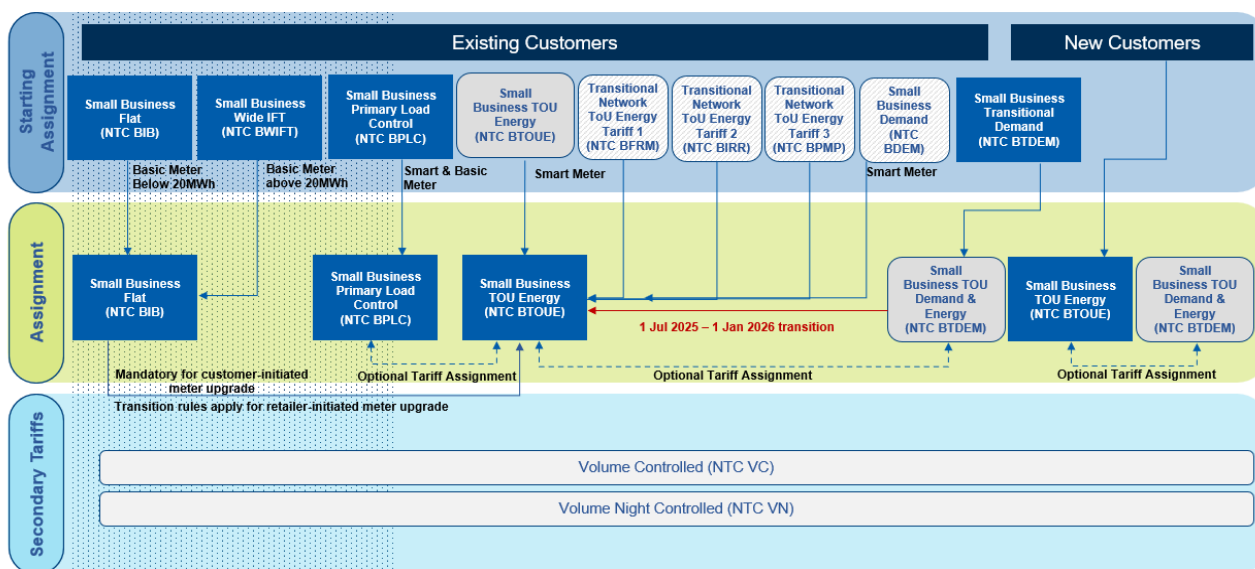 Starting
Assignment
Existing Customers
New Customers
Small Business
Flat
(NTC BIB)
Small Business
Wide IFT
(NTC BWIFT)
Small Business
Primary Load
Control
(NTC BPLC)
Small
Business TOU
Energy
(NTC BTOUE)
Transitional
Network
ToU Energy
Tariff 1
(NTC BFRM)
Transitional
Network
ToU Energy
Tariff 2
(NTC BIRR)
Transitional
Network
ToU Energy
Tariff 3
(NTC BPMP)
Small
Business
Demand
(NTC
BDEM)
Small Business
Transitional
Demand
(NTC BTDEM)
Basic Meter
Below 20MWh
Basic Meter
above 20MWh
Smart & Basic
Meter
Smart Meter
Smart Meter
Assignment
Small Business
Flat
(NTC BIB)
Small Business
Primary Load
Control
(NTC BPLC)
Small Business
TOU Energy
(NTC BTOUE)
1 Jul 2025 – 1 Jan 2026 transition
Small
Business TOU
Demand &
Energy
(NTC BTDEM)
Small Business
TOU Energy
(NTC BTOUE)
Small
Business TOU
Demand &
Energy
(NTC BTDEM)
Mandatory for customer-initiated
meter upgrade
Optional Tariff Assignment
Optional Tariff Assignment
Optional Tariff Assignment
Transition rules apply for retailer-initiated meter upgrade
Secondary Tariffs
Volume Controlled (NTC VC)
Volume Night Controlled (NTC VN)